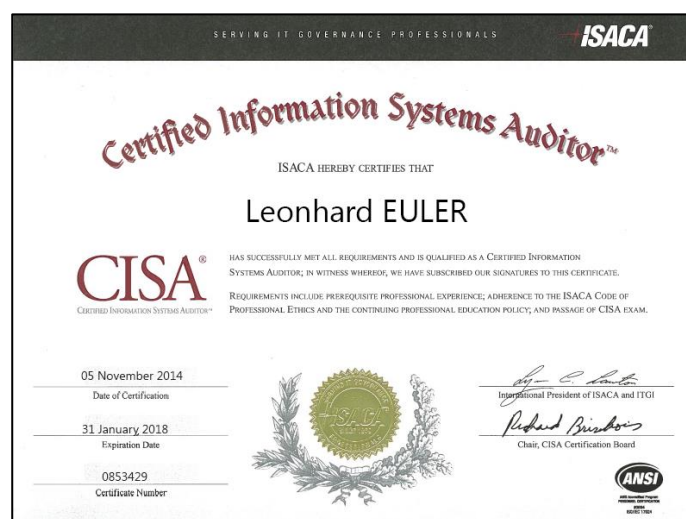 SERVING IT GOVERNANCE PROFESSIONALS
ISACA®
Certified Information Systems Auditor™
ISACA HEREBY CERTIFIES THAT
Leonhard EULER
CISA®
CERTIFIED INFORMATION SYSTEMS AUDITOR™
HAS SUCCESSFULLY MET ALL REQUIREMENTS AND IS QUALIFIED AS A CERTIFIED INFORMATION
SYSTEMS AUDITOR; IN WITNESS WHEREOF, WE HAVE SUBSCRIBED OUR SIGNATURES TO THIS CERTIFICATE.
REQUIREMENTS INCLUDE PREREQUISITE PROFESSIONAL EXPERIENCE; ADHERENCE TO THE ISACA CODE OF
PROFESSIONAL ETHICS AND THE CONTINUING PROFESSIONAL EDUCATION POLICY; AND PASSAGE OF CISA EXAM.
05 November 2014
Date of Certification
31 January, 2018
Expiration Date
0853429
Certificate Number
ISACA
International President of ISACA and ITGI
Chair, CISA Certification Board
ANSI